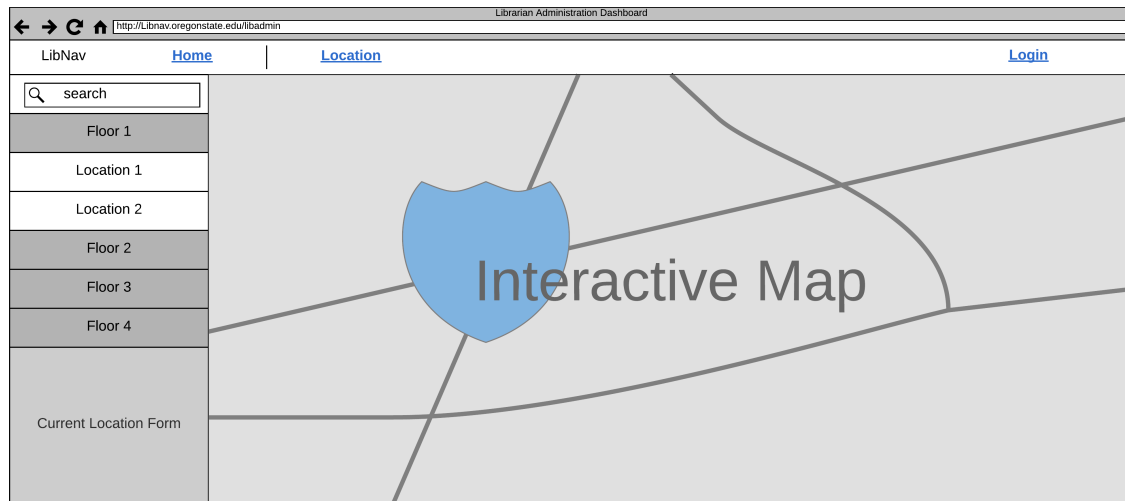 Librarian Administration Dashboard
http://Libnav.oregonstate.edu/libadmin
LibNav Home Location Login
search
Floor 1
Location 1
Location 2
Floor 2
Floor 3
Floor 4
Current Location Form
Interactive Map